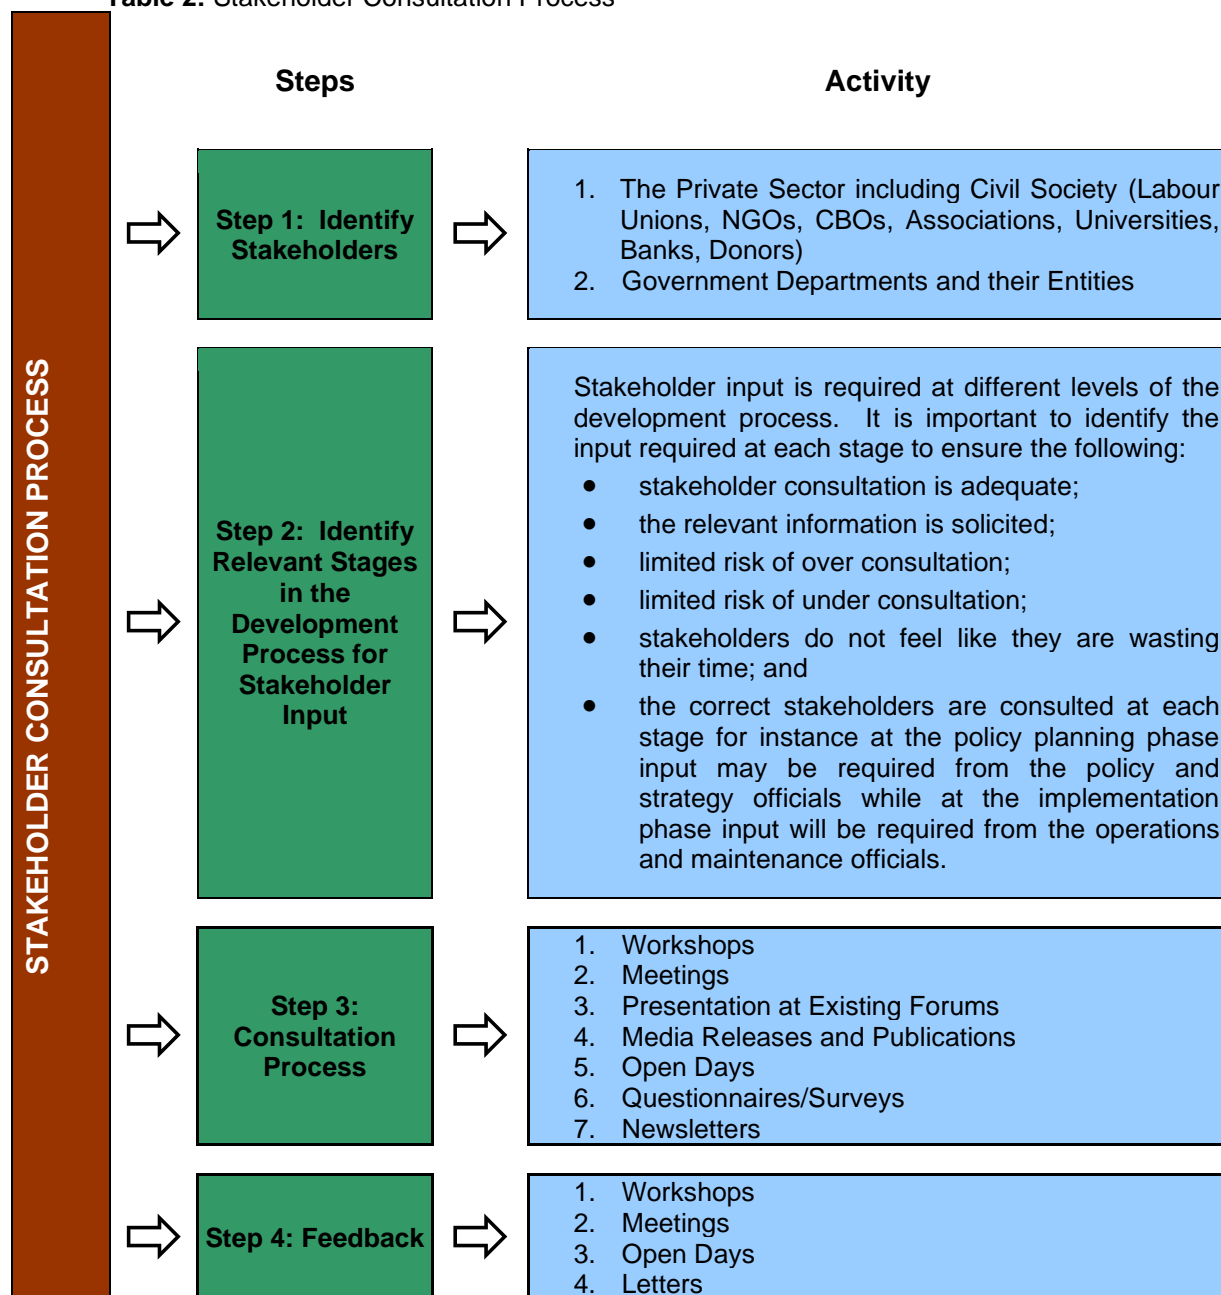 Table 2: Stakeholder Consultation Process
Steps
Activity
STAKEHOLDER CONSULTATION PROCESS
Step 1: Identify
Stakeholders
1. The Private Sector including Civil Society (Labour
Unions, NGOs, CBOs, Associations, Universities,
Banks, Donors)
2. Government Departments and their Entities
Step 2: Identify
Relevant Stages
in the
Development
Process for
Stakeholder
Input
Stakeholder input is required at different levels of the
development process. It is important to identify the
input required at each stage to ensure the following:
• stakeholder consultation is adequate;
• the relevant information is solicited;
• limited risk of over consultation;
• limited risk of under consultation;
• stakeholders do not feel like they are wasting
their time; and
• the correct stakeholders are consulted at each
stage for instance at the policy planning phase
input may be required from the policy and
strategy officials while at the implementation
phase input will be required from the operations
and maintenance officials.
Step 3:
Consultation
Process
1. Workshops
2. Meetings
3. Presentation at Existing Forums
4. Media Releases and Publications
5. Open Days
6. Questionnaires/Surveys
7. Newsletters
Step 4: Feedback
1. Workshops
2. Meetings
3. Open Days
4. Letters